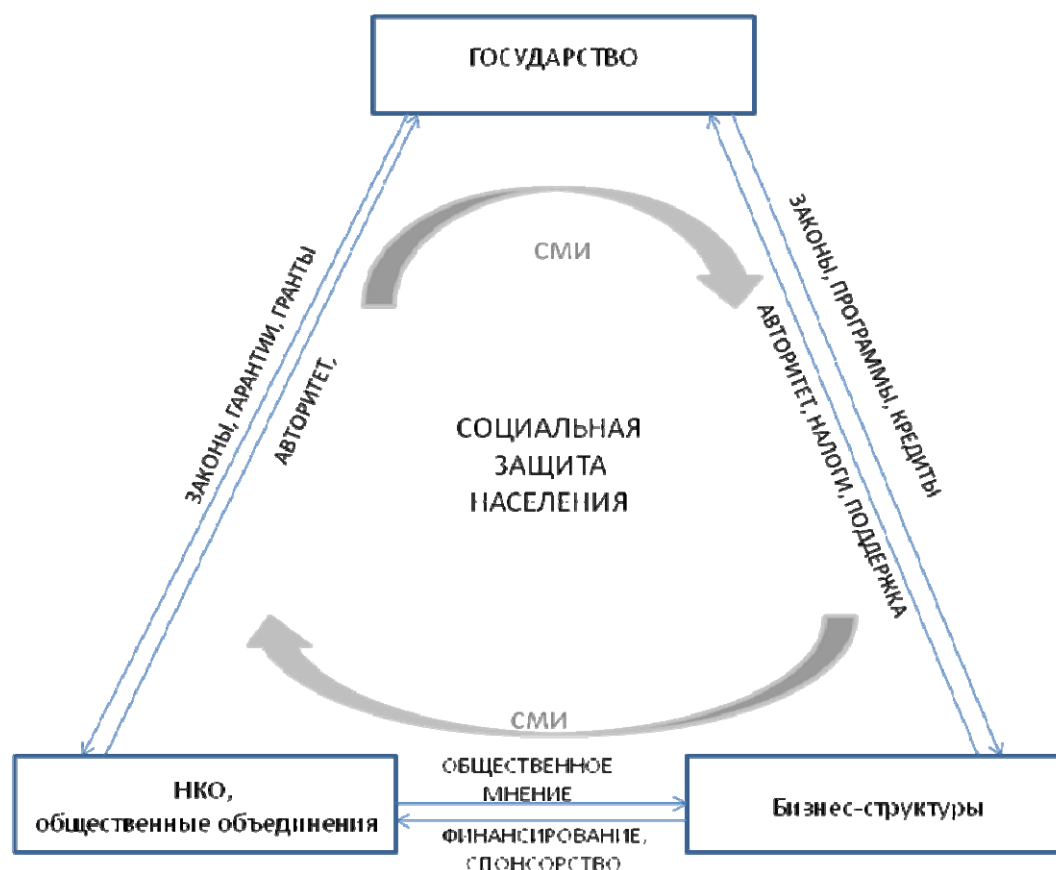 ГОСУДАРСТВО
СМИ
ЗАКОНЫ, ГАРАНТИИ, ГРАНТЫ
АВТОРИТЕТ,
ЗАКОНЫ, ПРОГРАММЫ, КРЕДИТЫ
АВТОРИТЕТ, НАЛОГИ, ПОДДЕРЖКА
СОЦИАЛЬНАЯ
ЗАЩИТА
НАСЕЛЕНИЯ
СМИ
НКО,
общественные объединения
ОБЩЕСТВЕННОЕ
МНЕНИЕ
ФИНАНСИРОВАНИЕ,
СПОНСОРСТВО
Бизнес-структуры